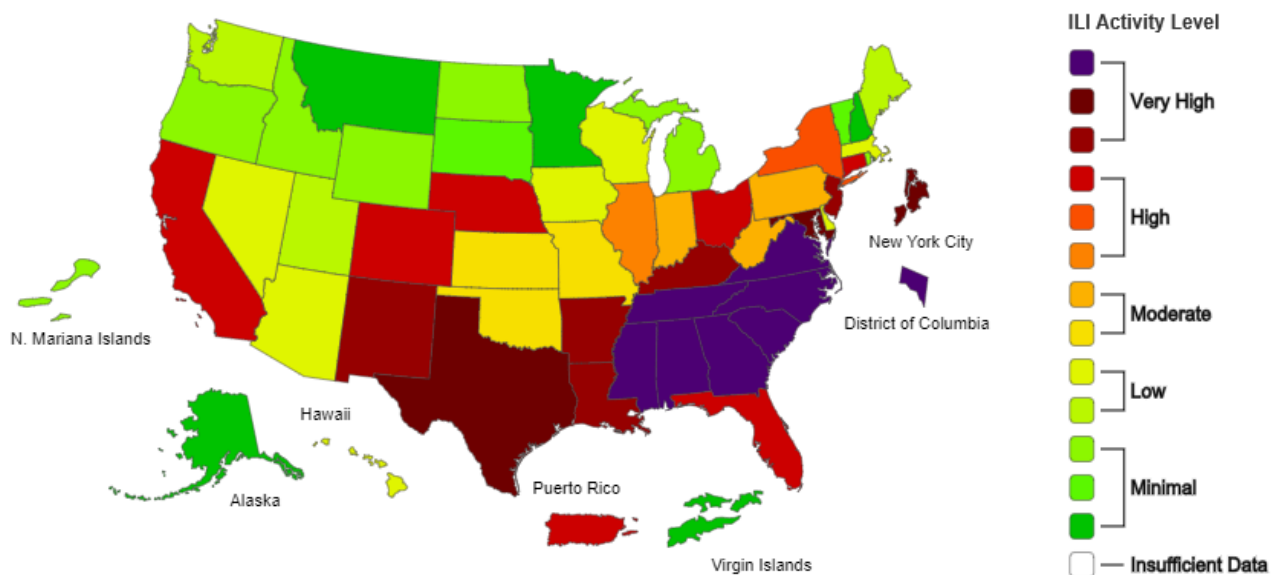 ILI Activity Level
Very High
High
New York City
District of Columbia
N. Mariana Islands
Moderate
Low
Hawaii
Alaska
Puerto Rico
Minimal
Virgin Islands
Insufficient Data